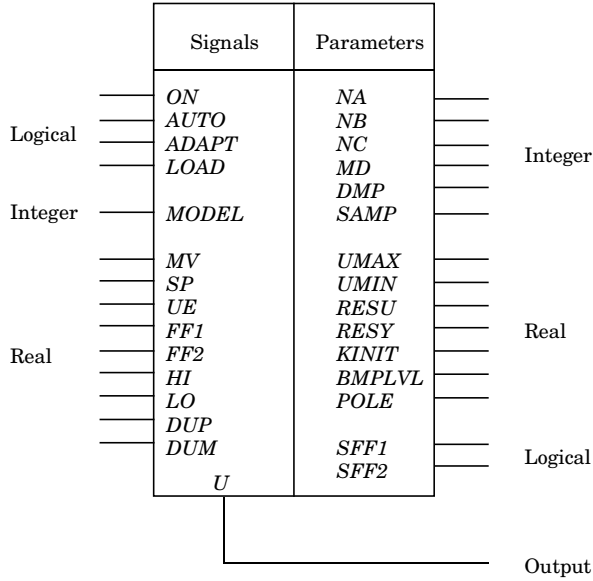 Signals Parameters
ON NA
AUTO NB
Logical ADAPT NC
LOAD MD Integer
DMP
Integer MODEL SAMP
MV UMAX
SP UMIN
UE RESU
FF1 RESY Real
Real FF2 KINIT
HI BMPLVL
LO POLE
DUP
DUM SFF1 Logical
SFF2
U
Output